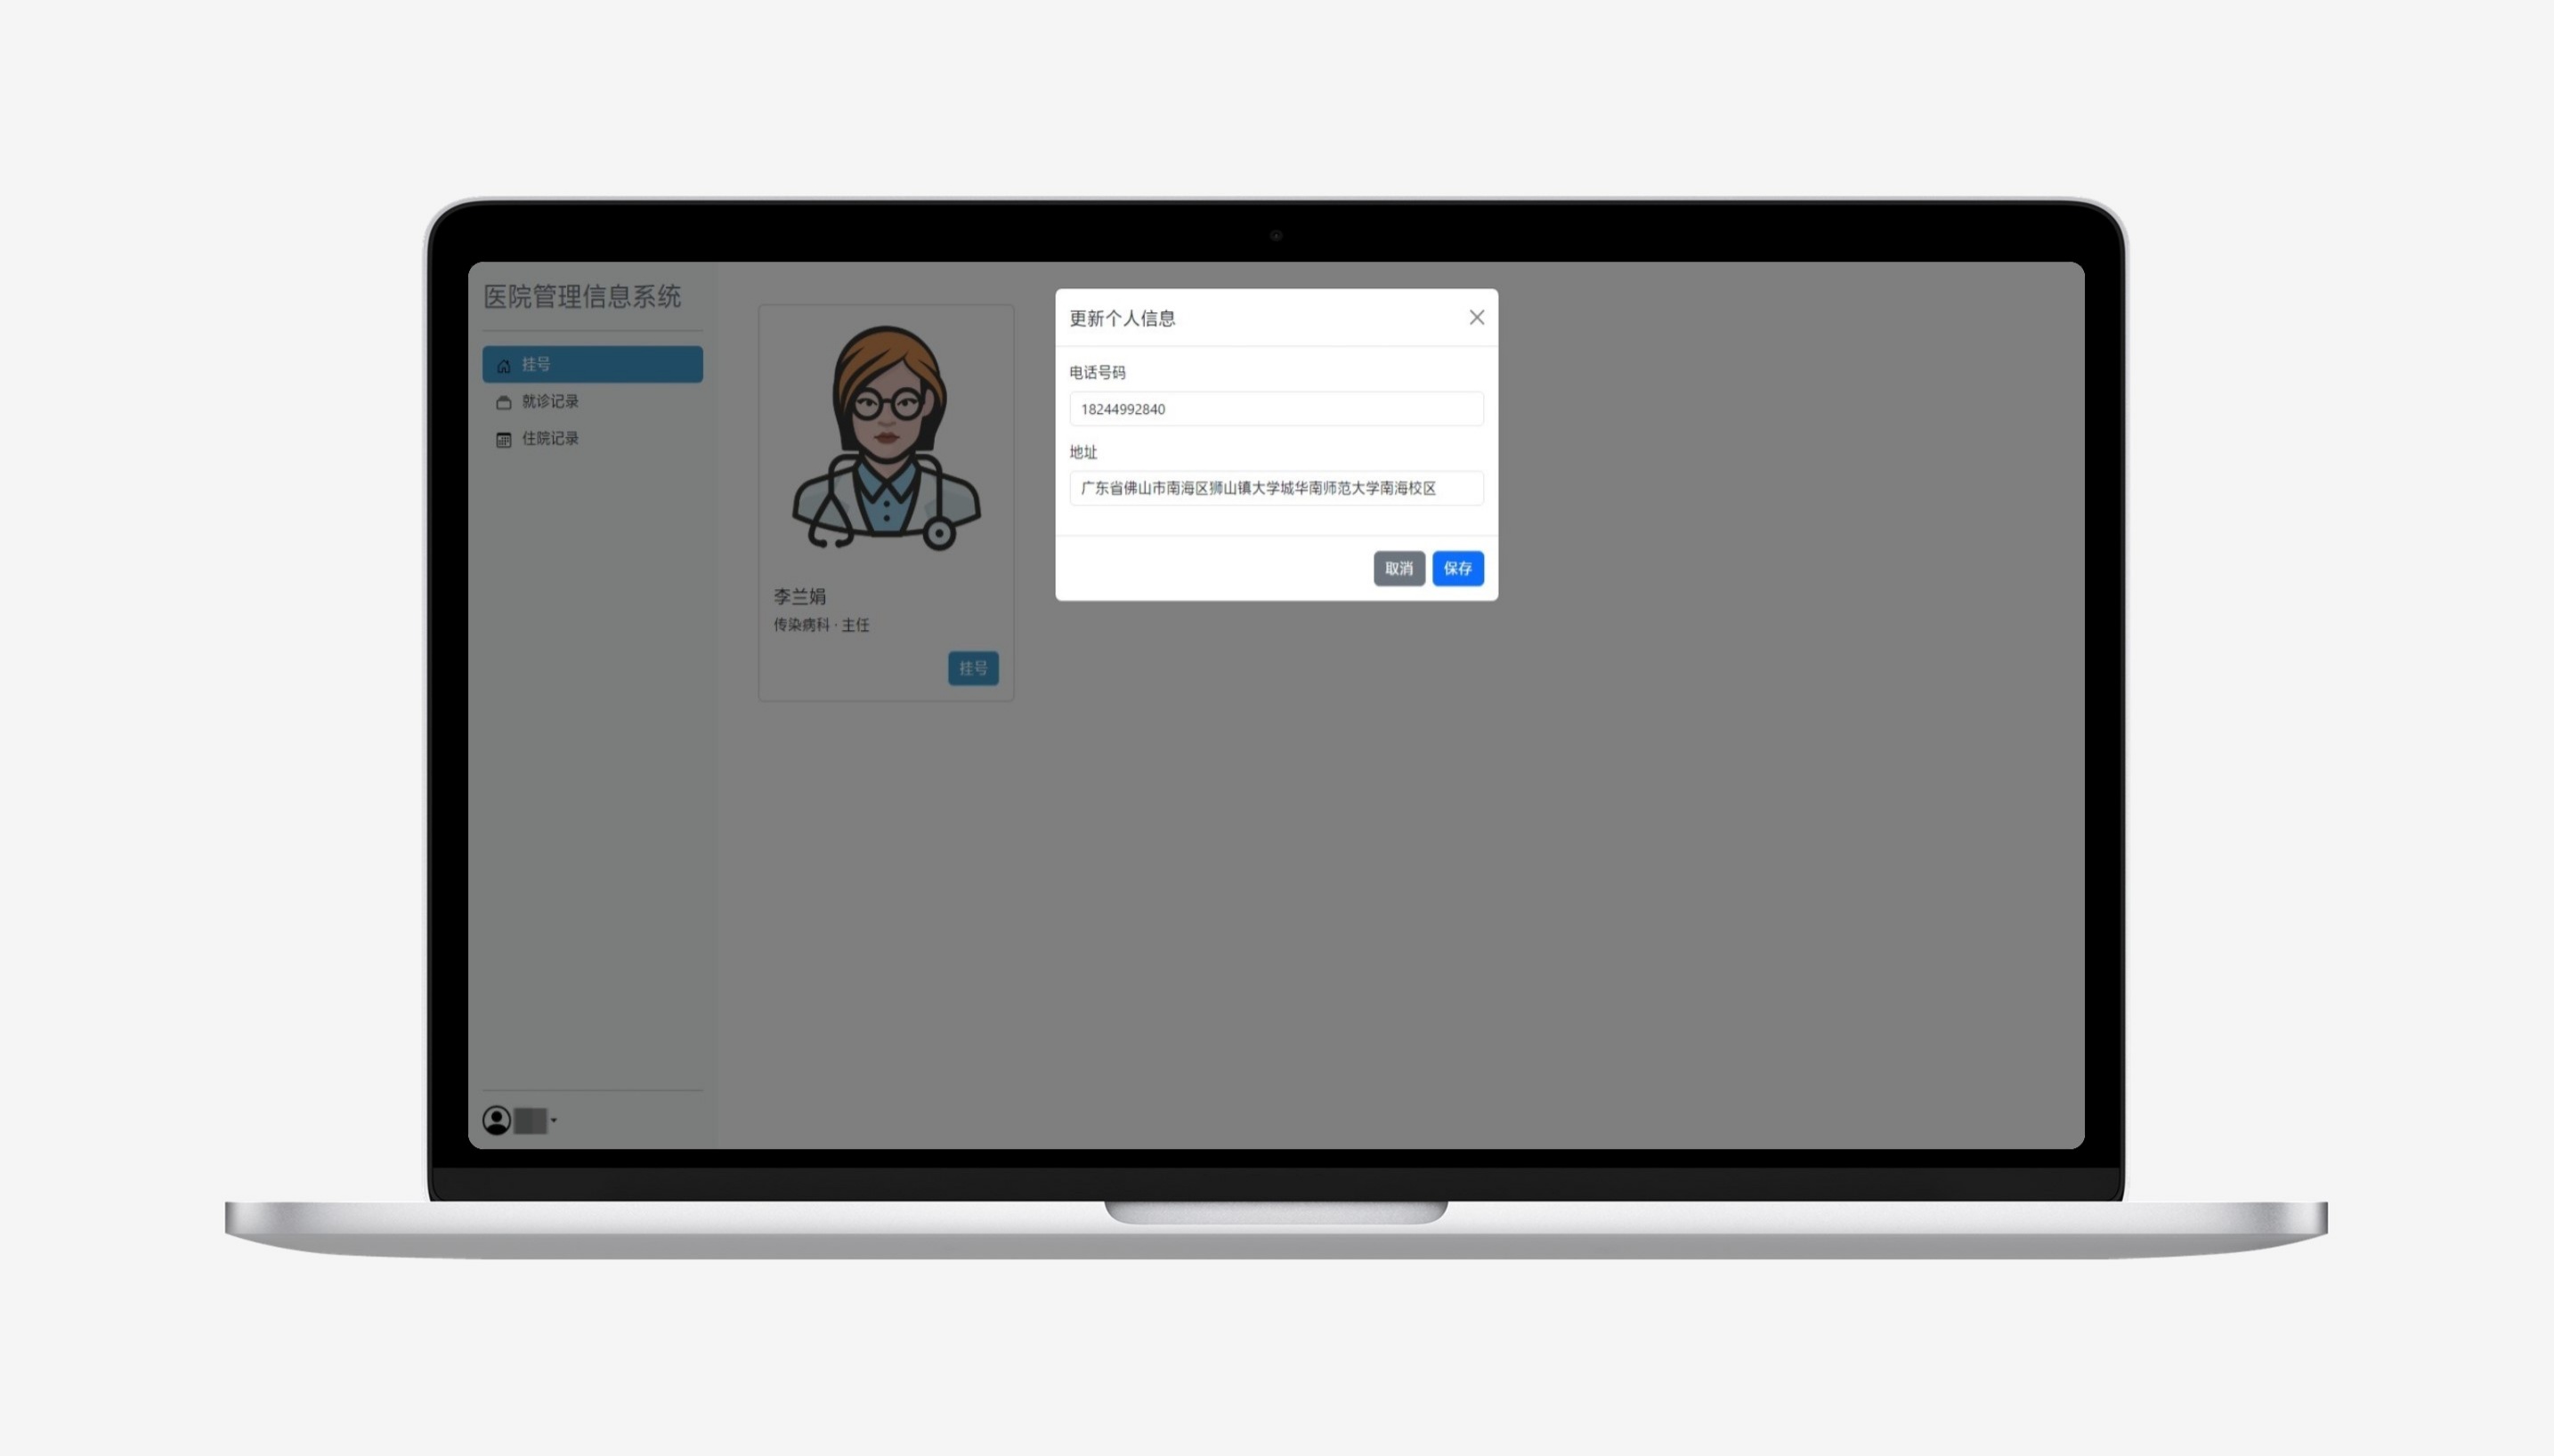 医院管理信息系统
挂号
就诊记录
住院记录
李兰娟
传染病科 · 主任
挂号
更新个人信息
电话号码
18244992840
地址
广东省佛山市南海区狮山镇大学城华南师范大学南海校区
取消
保存